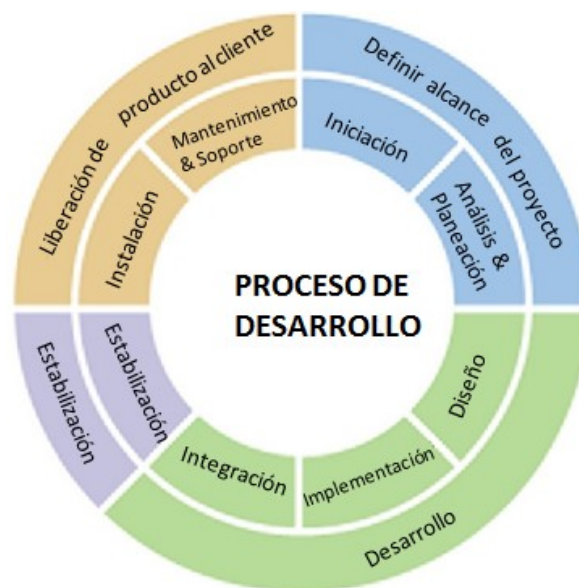 Definir alcance del proyecto
Iniciación
Análisis &
Planeación
Diseño
Implementación
Integración
Desarrollo
Estabilización
Estabilización
Liberación de producto al cliente
Instalación
Mantenimiento
& Soporte
PROCESO DE
DESARROLLO